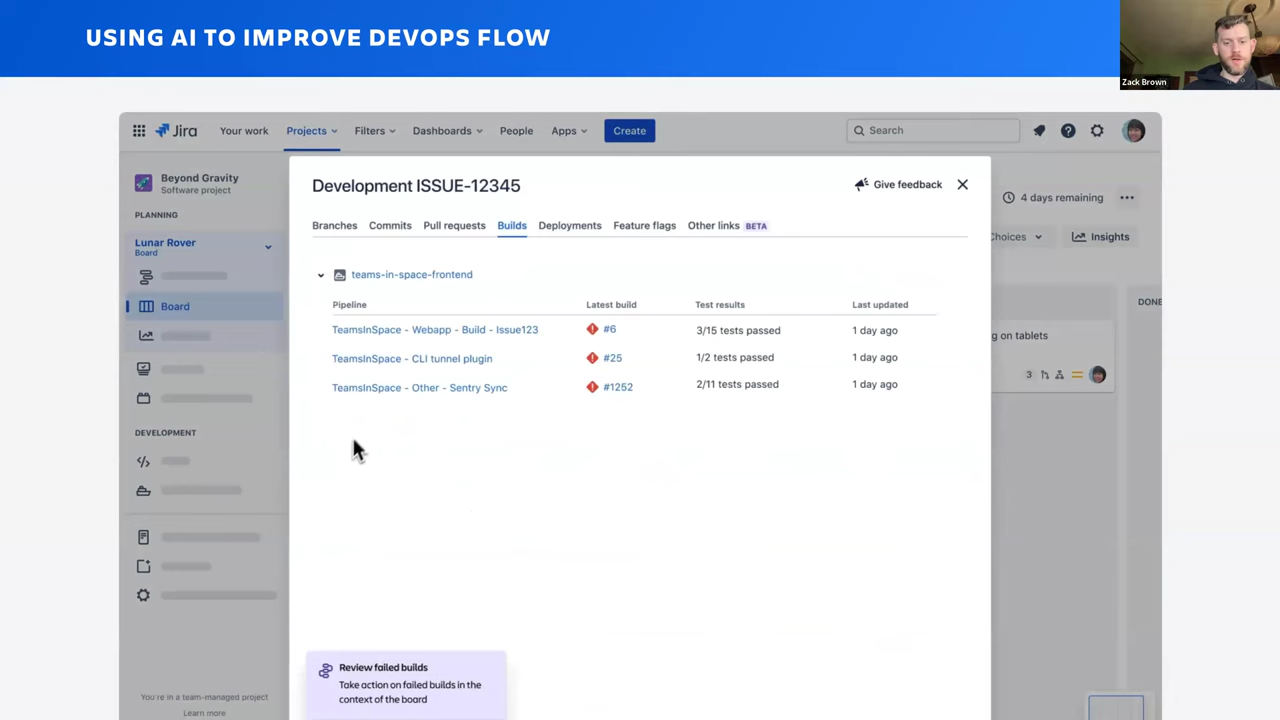 USING AI TO IMPROVE DEVOPS FLOW
Zack Brown
Jira
Your work
Projects
Filters
Dashboards
People
Apps
Create
Search
Beyond Gravity
Software project
PLANNING
Lunar Rover
Board
Board
DEVELOPMENT
You're in a team-managed project
Learn more
4 days remaining
Choices
Insights
DONE
g on tablets
3
Development ISSUE-12345
Give feedback
Branches
Commits
Pull requests
Builds
Deployments
Feature flags
Other links BETA
teams-in-space-frontend
Pipeline Latest build Test results Last updated
TeamsInSpace - Webapp - Build - Issue123 #6 3/15 tests passed 1 day ago
TeamsInSpace - CLI tunnel plugin #25 1/2 tests passed 1 day ago
TeamsInSpace - Other - Sentry Sync #1252 2/11 tests passed 1 day ago
Review failed builds
Take action on failed builds in the
context of the board